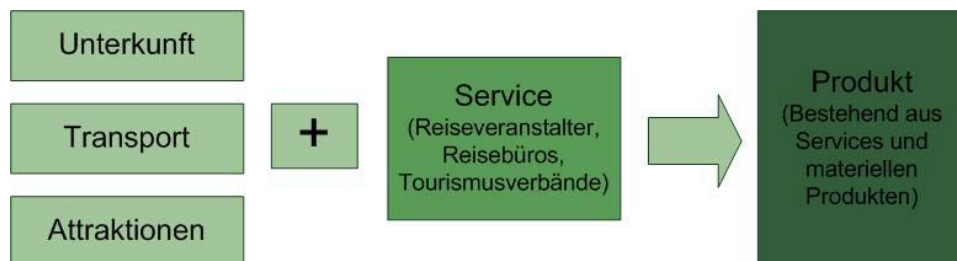 Unterkunft
Transport
Attraktionen
+
Service
(Reiseveranstalter,
Reisebüros,
Tourismusverbände)
Produkt
(Bestehend aus
Services und
materiellen
Produkten)